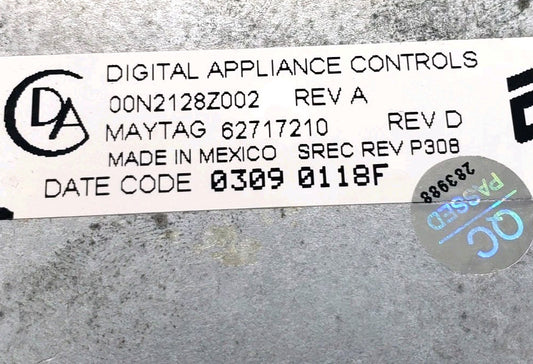 DA
DIGITAL APPLIANCE CONTROLS
00N2128Z002 REV A
MAYTAG 62717210 REV D
MADE IN MEXICO SREC REV P308
DATE CODE 0309 0118F
283988
QC
PASSED